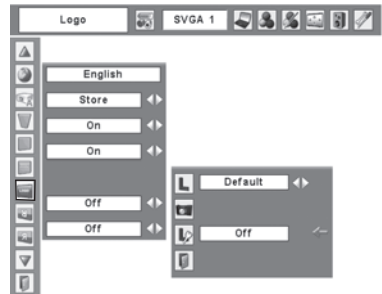 Logo SVGA 1
English
Store
On
On
Default
Off
Off
Off